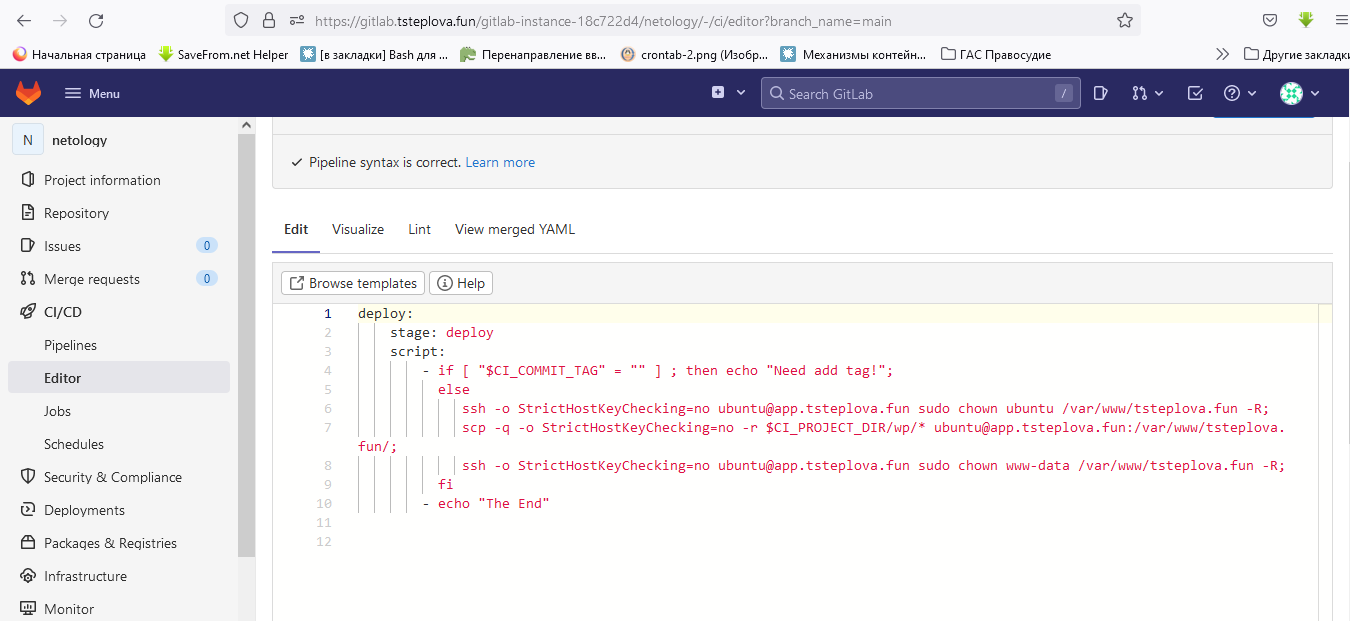 https://gitlab.tsteplova.fun/gitlab-instance-18c722d4/netology/-/ci/editor?branch_name=main
Начальная страница SaveFrom.net Helper [в закладки] Bash для ... Перенаправление вв... crontab-2.png (Изобр... Механизмы контейн... ГАС Правосудие Другие закладки
Menu Search GitLab /
N netology
Project information
Repository
Issues 0
Merge requests 0
CI/CD
Pipelines
Editor
Jobs
Schedules
Security & Compliance
Deployments
Packages & Registries
Infrastructure
Monitor
Pipeline syntax is correct. Learn more
Edit Visualize Lint View merged YAML
Browse templates Help
1 deploy:
2 stage: deploy
3 script:
4 - if [ "$CI_COMMIT_TAG" = "" ] ; then echo "Need add tag!";
5 else
6 ssh -o StrictHostKeyChecking=no ubuntu@app.tsteplova.fun sudo chown ubuntu /var/www/tsteplova.fun -R;
7 scp -q -o StrictHostKeyChecking=no -r $CI_PROJECT_DIR/wp/* ubuntu@app.tsteplova.fun:/var/www/tsteplova.
fun/;
8 ssh -o StrictHostKeyChecking=no ubuntu@app.tsteplova.fun sudo chown www-data /var/www/tsteplova.fun -R;
9 fi
10 - echo "The End"
11
12